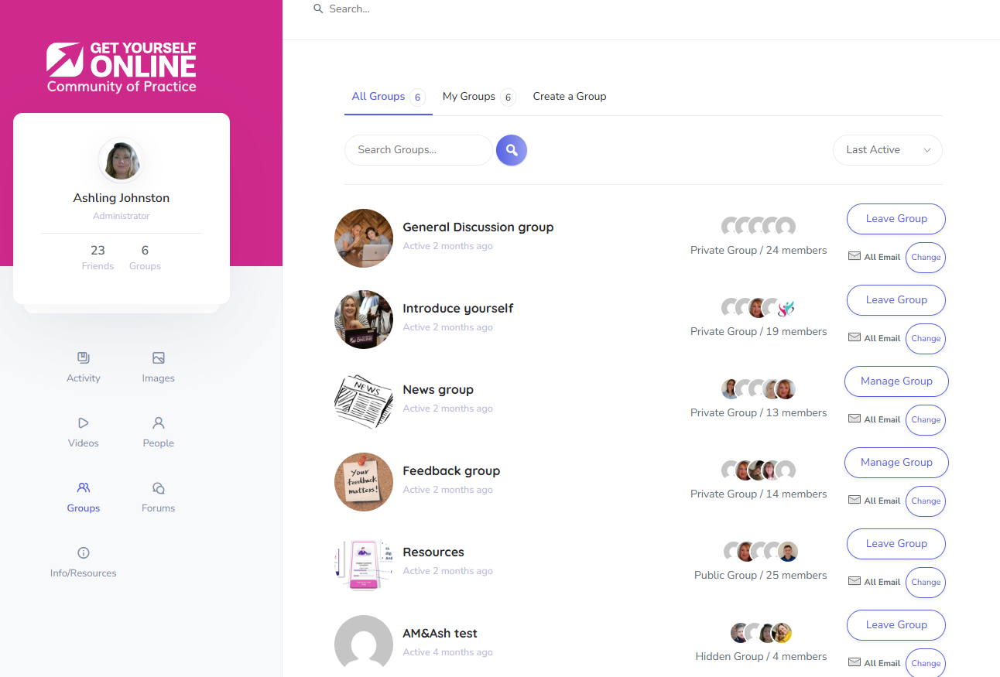 Search...
GET YOURSELF
ONLINE
Community of Practice
Ashling Johnston
Administrator
23 6
Friends Groups
Activity Images
Videos People
Groups Forums
Info/Resources
All Groups 6 My Groups 6 Create a Group
Search Groups... Last Active
General Discussion group
Active 2 months ago
Private Group / 24 members
Leave Group
All Email Change
Introduce yourself
Active 2 months ago
Private Group / 19 members
Leave Group
All Email Change
NEWS
News group
Active 2 months ago
Private Group / 13 members
Manage Group
All Email Change
Your
feedback
matters!
Feedback group
Active 2 months ago
Private Group / 14 members
Manage Group
All Email Change
Resources
Active 2 months ago
Public Group / 25 members
Leave Group
All Email Change
AM&Ash test
Active 4 months ago
Hidden Group / 4 members
Leave Group
All Email Change